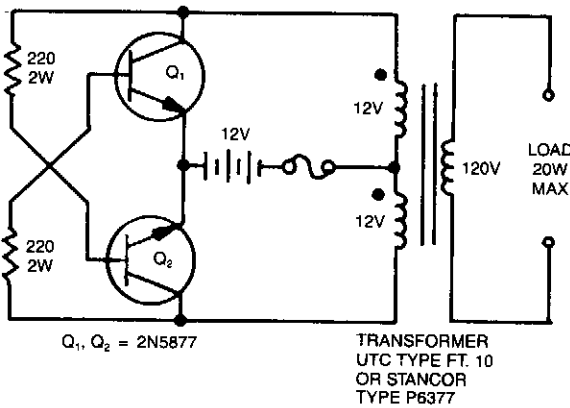 220
2W
Q₁
12V
12V
12V
120V
LOAD
20W
MAX
220
2W
Q₂
Q₁, Q₂ = 2N5877
TRANSFORMER
UTC TYPE FT. 10
OR STANCOR
TYPE P6377